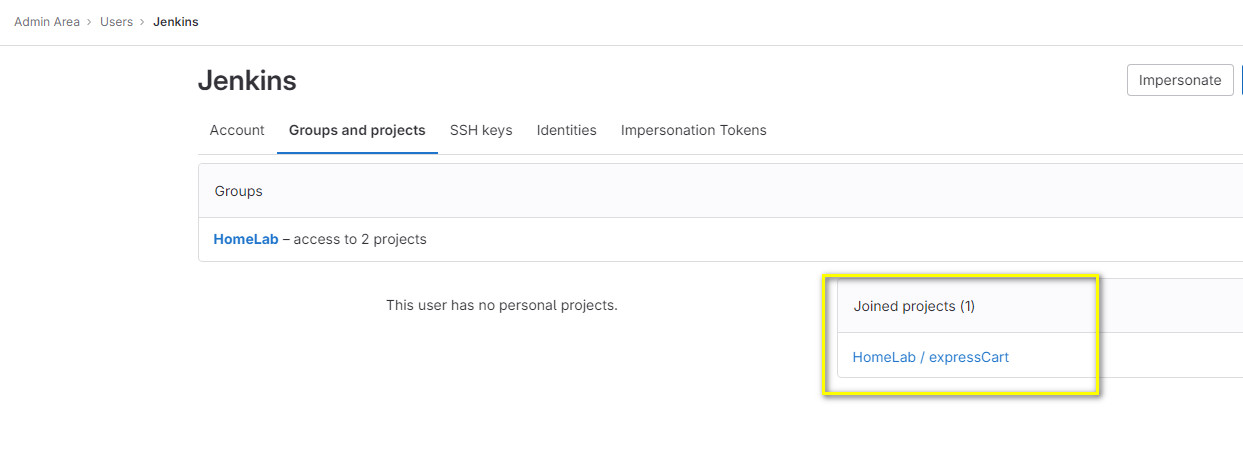 Admin Area › Users › Jenkins
Jenkins
Impersonate
Account Groups and projects SSH keys Identities Impersonation Tokens
Groups
HomeLab – access to 2 projects
This user has no personal projects.
Joined projects (1)
HomeLab / expressCart